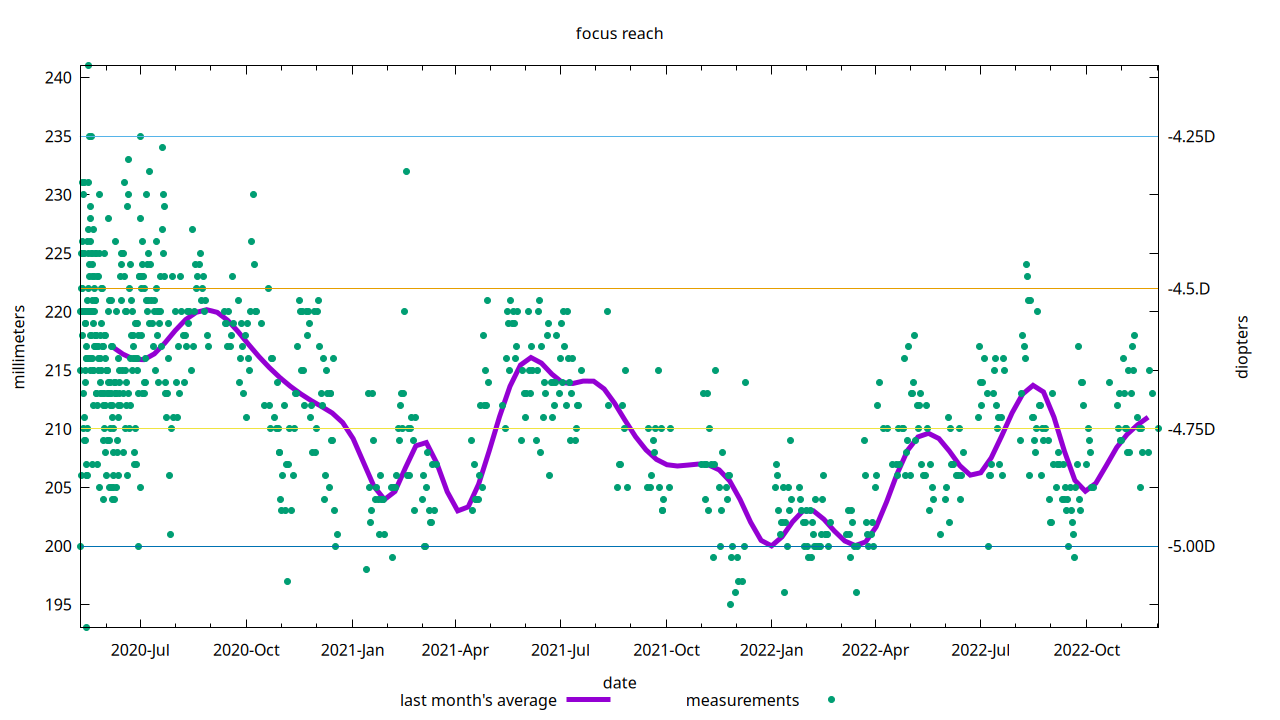 focus reach
240
235
230
225
220
215
210
205
200
195
millimeters
-4.25D
-4.5.D
-4.75D
-5.00D
diopters
2020-Jul 2020-Oct 2021-Jan 2021-Apr 2021-Jul 2021-Oct 2022-Jan 2022-Apr 2022-Jul 2022-Oct
date
last month's average measurements